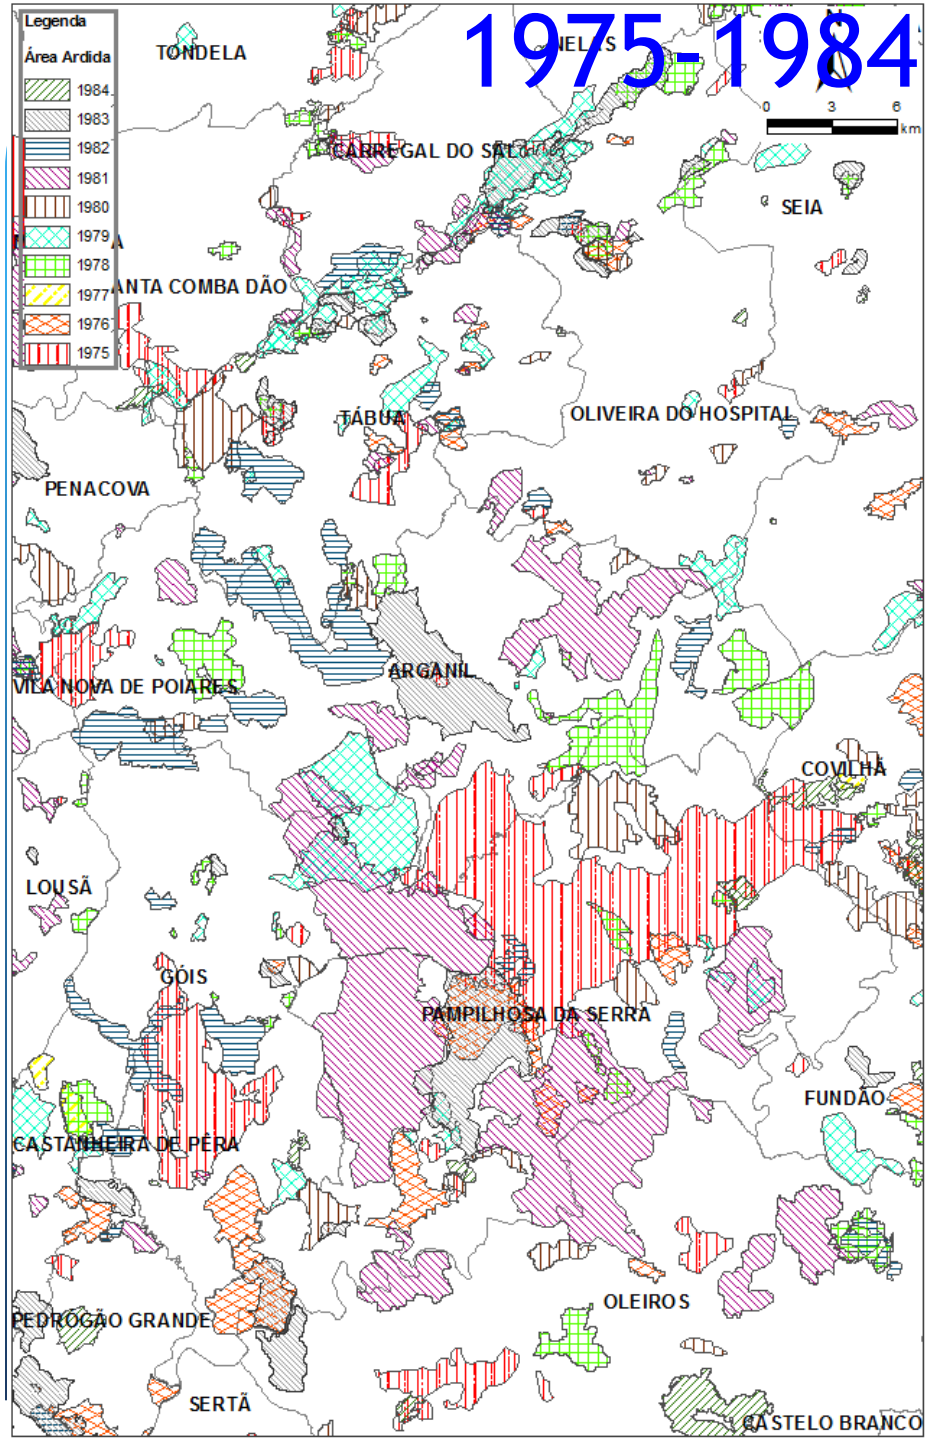 1975-1984
Legenda
Área Ardida
1984
1983
1982
1981
1980
1979
1978
1977
1976
1975
N
0 3 6
km
TONDELA
NELAS
CARREGAL DO SAL
SEIA
A
ANTA COMBA DÃO
TÁBUA
OLIVEIRA DO HOSPITAL
PENACOVA
ARGANIL
VILA NOVA DE POIARES
COVILHÃ
LOUSÃ
GÓIS
PAMPILHOSA DA SERRA
FUNDÃO
CASTANHEIRA DE PÊRA
OLEIROS
PEDRÓGÃO GRANDE
SERTÃ
CASTELO BRANCO